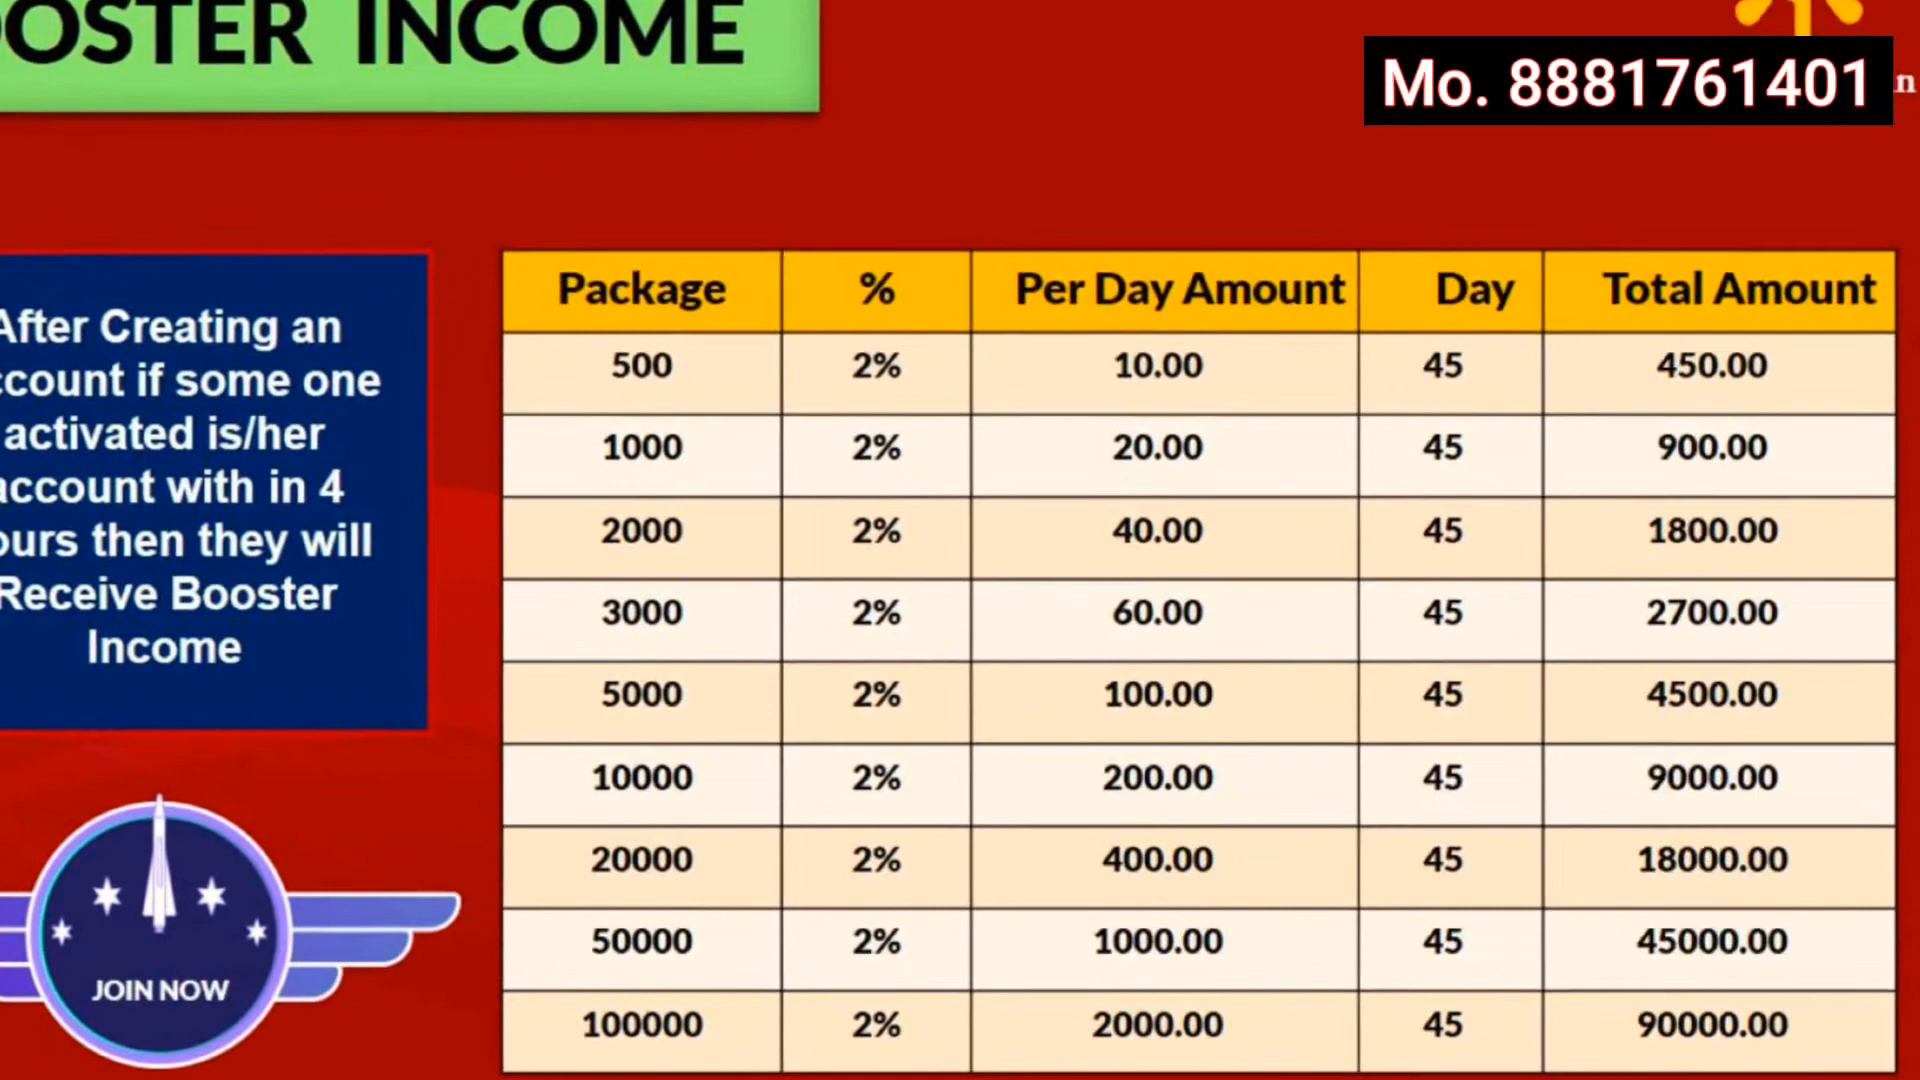 OOSTER INCOME
Mo. 8881761401
n
After Creating an
ccount if some one
activated is/her
account with in 4
ours then they will
Receive Booster
Income
JOIN NOW
Package % Per Day Amount Day Total Amount
500 2% 10.00 45 450.00
1000 2% 20.00 45 900.00
2000 2% 40.00 45 1800.00
3000 2% 60.00 45 2700.00
5000 2% 100.00 45 4500.00
10000 2% 200.00 45 9000.00
20000 2% 400.00 45 18000.00
50000 2% 1000.00 45 45000.00
100000 2% 2000.00 45 90000.00